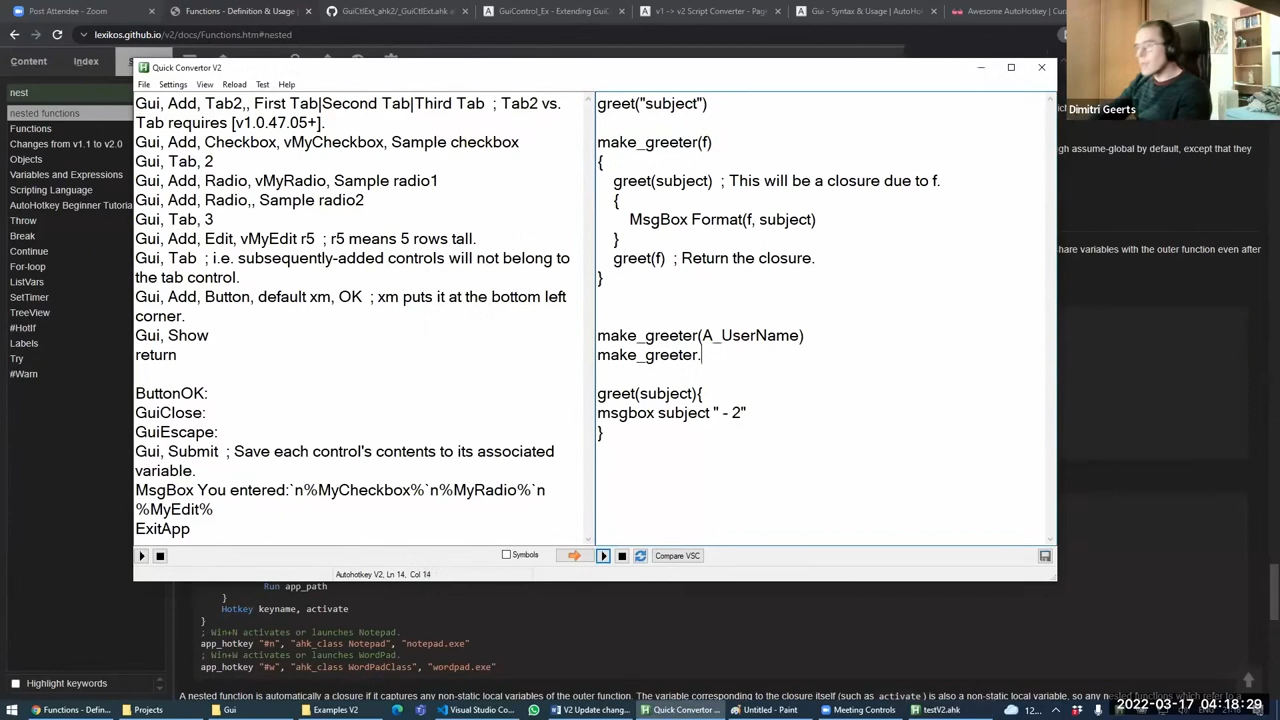 Post Attendee - Zoom
Functions - Definition & Usage |
GuiCtlExt_ahk2/_GuiCtlExt.ahk
GuiControl_Ex - Extending GuiC
v1 -> v2 Script Converter - Page
Gui - Syntax & Usage | AutoHo
Awesome AutoHotkey | Cur
lexikos.github.io/v2/docs/Functions.htm#nested
Content
Index
nest
nested functions
Functions
Changes from v1.1 to v2.0
Objects
Variables and Expressions
Scripting Language
AutoHotkey Beginner Tutoria
Throw
Break
Continue
For-loop
ListVars
SetTimer
TreeView
#HotIf
Labels
Try
#Warn
Highlight keywords
Quick Convertor V2
File Settings View Reload Test Help
Gui, Add, Tab2,, First Tab|Second Tab|Third Tab  ; Tab2 vs.
Tab requires [v1.0.47.05+].
Gui, Add, Checkbox, vMyCheckbox, Sample checkbox
Gui, Tab, 2
Gui, Add, Radio, vMyRadio, Sample radio1
Gui, Add, Radio,, Sample radio2
Gui, Tab, 3
Gui, Add, Edit, vMyEdit r5  ; r5 means 5 rows tall.
Gui, Tab  ; i.e. subsequently-added controls will not belong to
the tab control.
Gui, Add, Button, default xm, OK  ; xm puts it at the bottom left
corner.
Gui, Show
return
ButtonOK:
GuiClose:
GuiEscape:
Gui, Submit  ; Save each control's contents to its associated
variable.
MsgBox You entered:`n%MyCheckbox%`n%MyRadio%`n
%MyEdit%
ExitApp
greet("subject")
make_greeter(f)
{
greet(subject)  ; This will be a closure due to f.
{
MsgBox Format(f, subject)
}
greet(f)  ; Return the closure.
}
make_greeter(A_UserName)
make_greeter.
greet(subject){
msgbox subject " - 2"
}
Symbols
Compare VSC
Autohotkey V2, Ln 14, Col 14
Dimitri Geerts
gh assume-global by default, except that they
hare variables with the outer function even after
Run app_path
}
Hotkey keyname, activate
}
; Win+N activates or launches Notepad.
app_hotkey "#n", "ahk_class Notepad", "notepad.exe"
; Win+W activates or launches WordPad.
app_hotkey "#w", "ahk_class WordPadClass", "wordpad.exe"
A nested function is automatically a closure if it captures any non-static local variables of the outer function. The variable corresponding to the closure itself (such as activate) is also a non-static local variable, so any nested functions which refer to a
Functions - Defin...
Projects
Gui
Examples V2
Visual Studio Co...
V2 Update chang...
Quick Convertor ...
Untitled - Paint
Meeting Controls
testV2.ahk
12...
2022-03-17 04:18:29